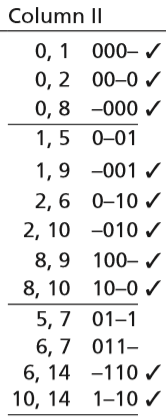 Column II
0, 1 000– ✓
0, 2 00–0 ✓
0, 8 –000 ✓
1, 5 0–01
1, 9 –001 ✓
2, 6 0–10 ✓
2, 10 –010 ✓
8, 9 100– ✓
8, 10 10–0 ✓
5, 7 01–1
6, 7 011–
6, 14 –110 ✓
10, 14 1–10 ✓